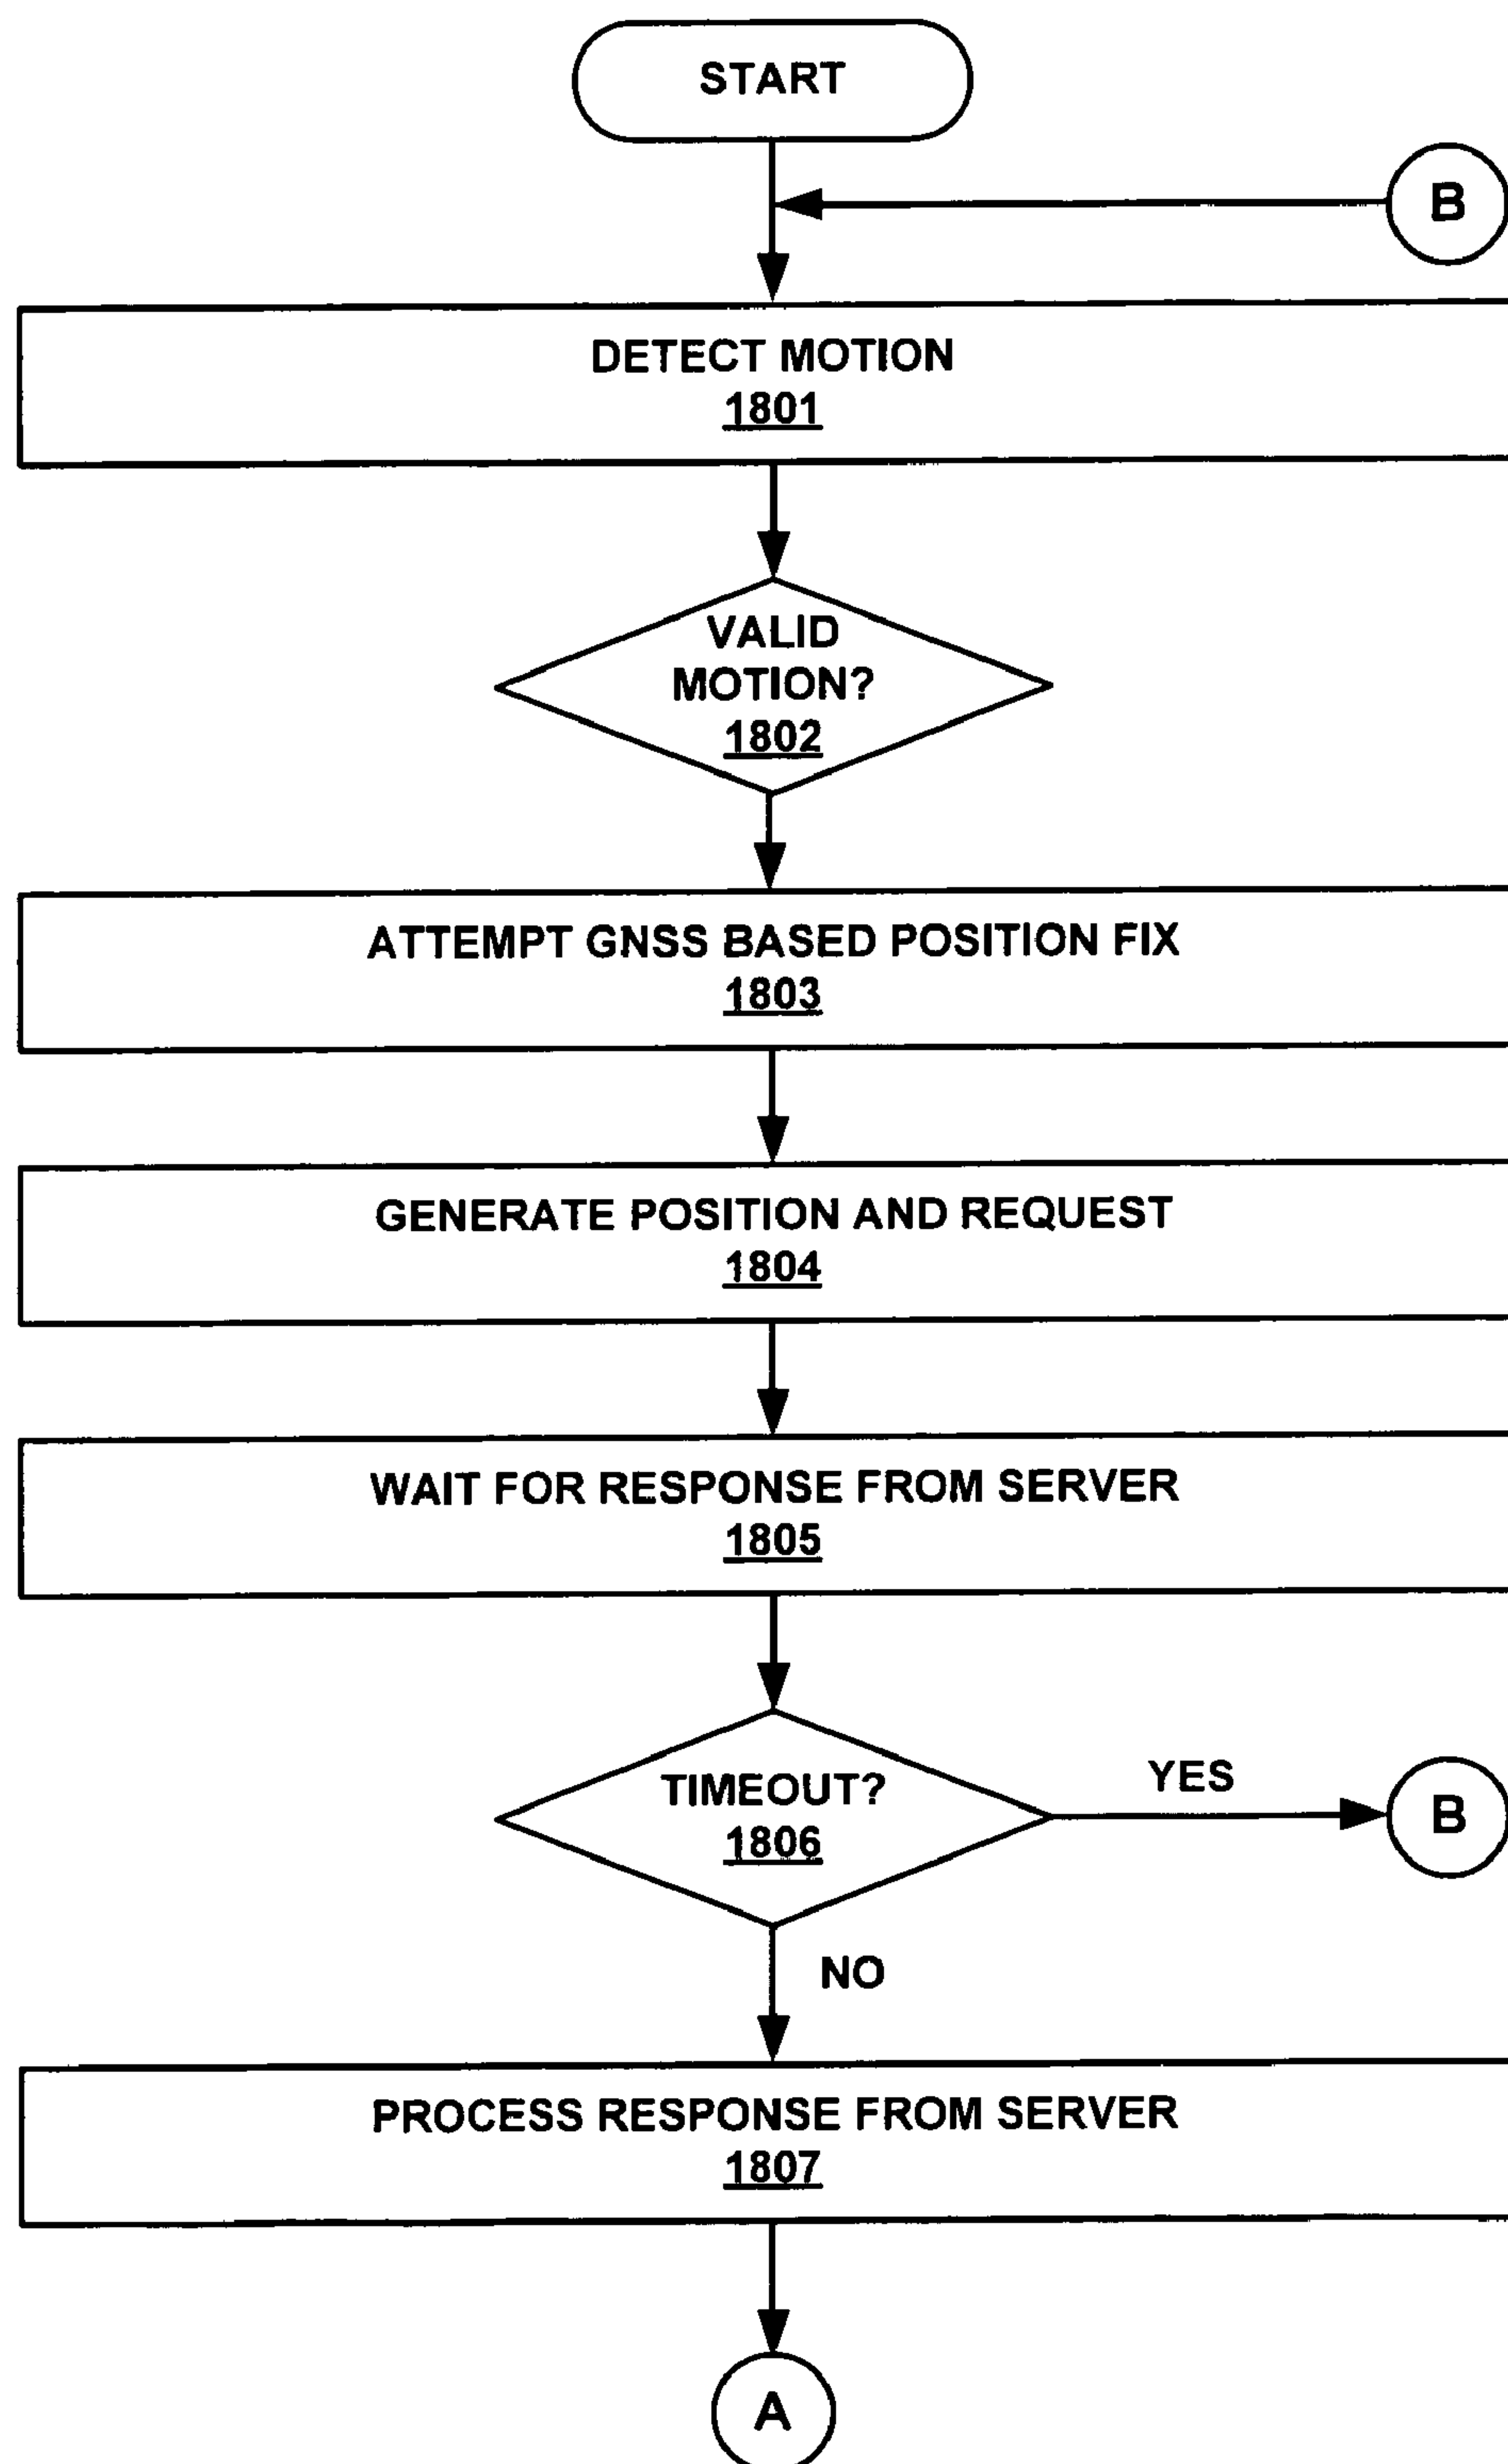 START
B
DETECT MOTION
1801
VALID
MOTION?
1802
ATTEMPT GNSS BASED POSITION FIX
1803
GENERATE POSITION AND REQUEST
1804
WAIT FOR RESPONSE FROM SERVER
1805
TIMEOUT?
1806
YES
B
NO
PROCESS RESPONSE FROM SERVER
1807
A